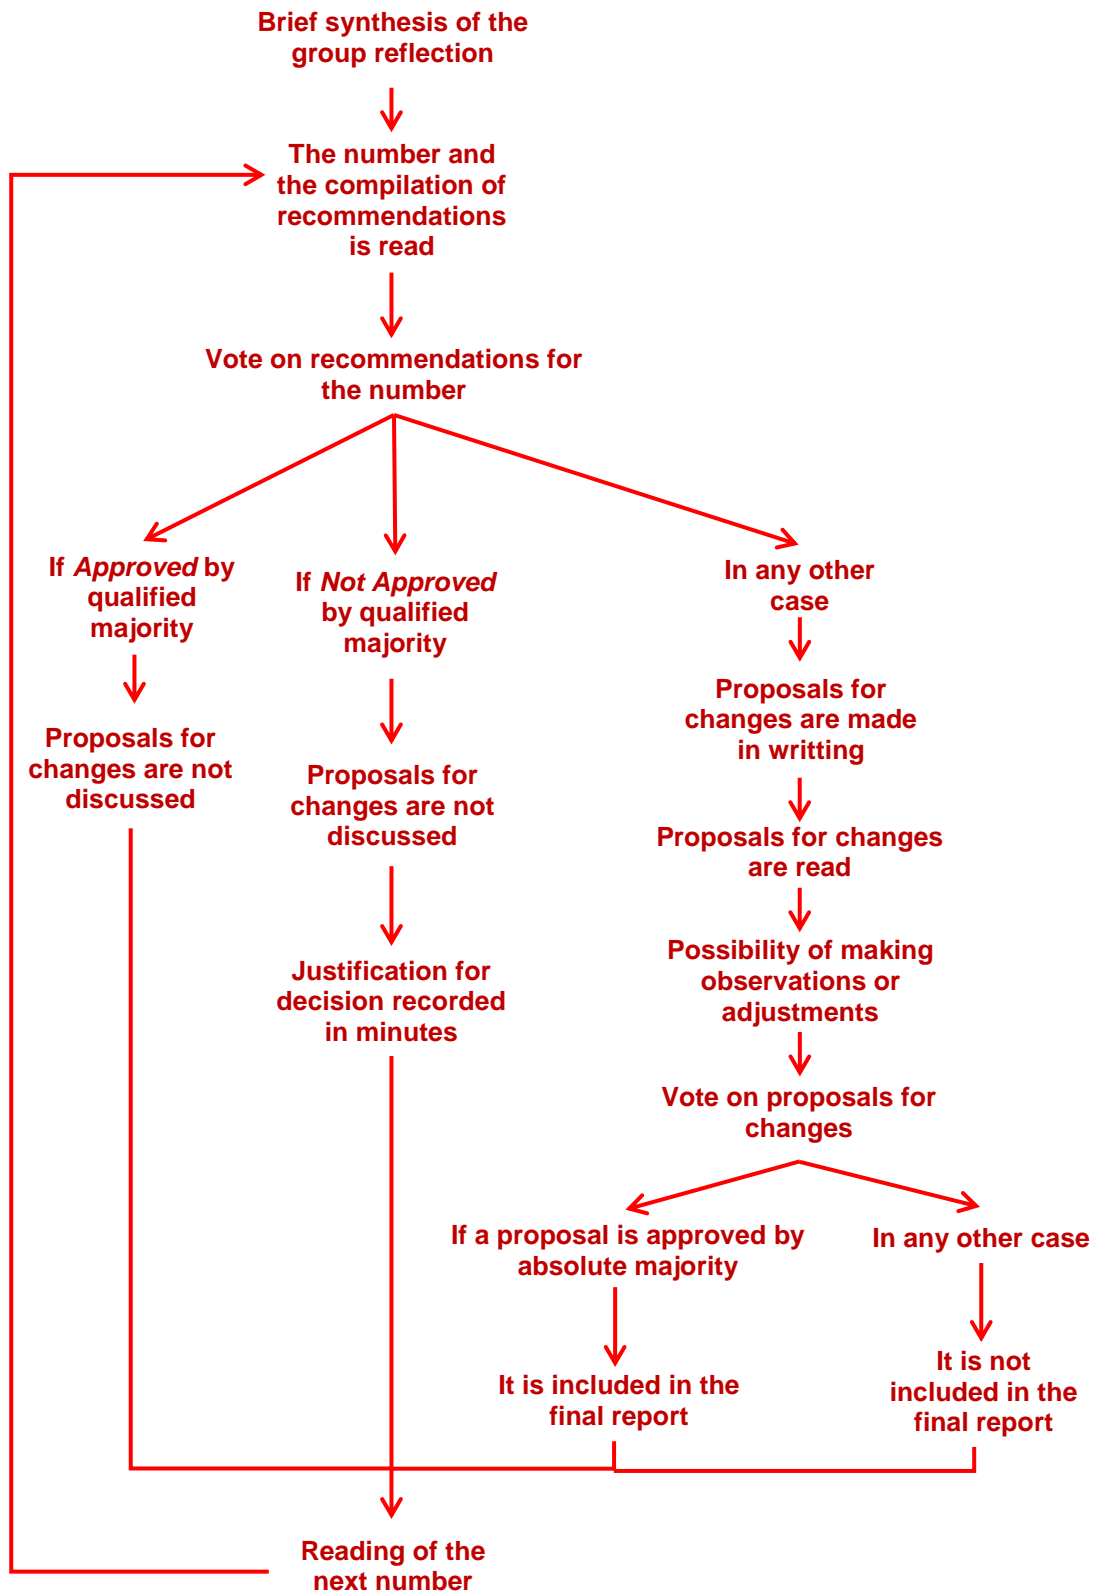 Brief synthesis of the
group reflection
The number and
the compilation of
recommendations
is read
Vote on recommendations for
the number
If Approved by
qualified
majority
Proposals for
changes are not
discussed
If Not Approved
by qualified
majority
Proposals for
changes are not
discussed
Justification for
decision recorded
in minutes
In any other
case
Proposals for
changes are made
in writting
Proposals for changes
are read
Possibility of making
observations or
adjustments
Vote on proposals for
changes
If a proposal is approved by
absolute majority
It is included in the
final report
In any other case
It is not
included in the
final report
Reading of the
next number